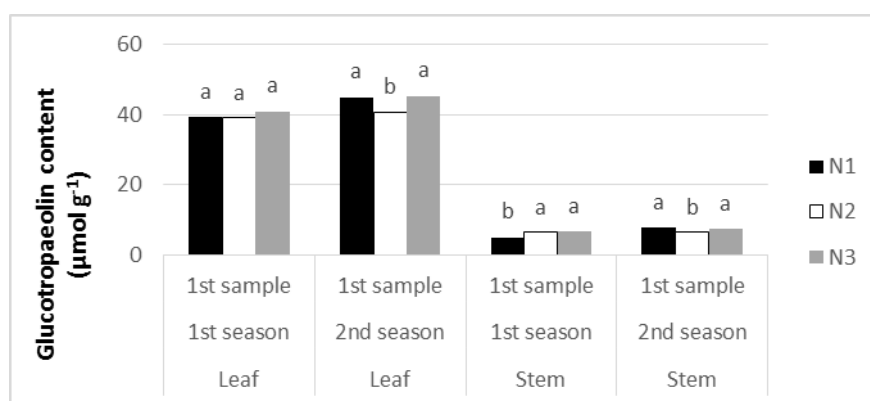 Glucotropaeolin content
(µmol g-1)
60
40
20
0
a a a
a b a
b a a
a b a
N1
N2
N3
1st sample 1st sample 1st sample 1st sample
1st season 2nd season 1st season 2nd season
Leaf Leaf Stem Stem